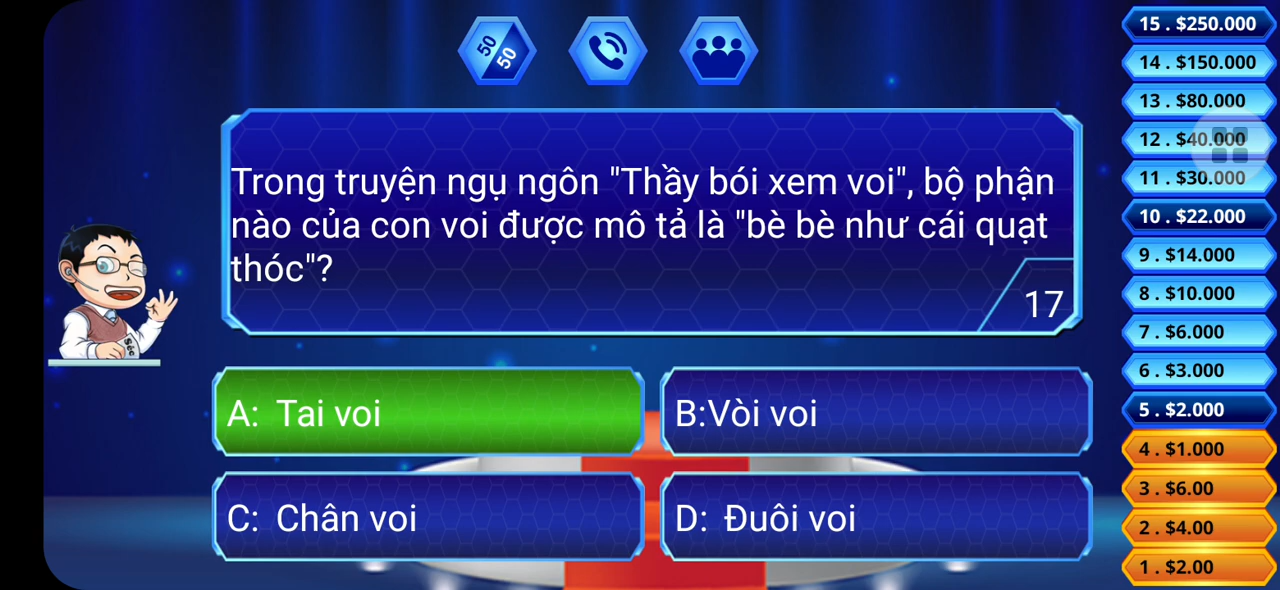 50
50
Trong truyện ngụ ngôn "Thầy bói xem voi", bộ phận
nào của con voi được mô tả là "bè bè như cái quạt
thóc"?
17
A: Tai voi
B:Vòi voi
C: Chân voi
D: Đuôi voi
15 . $250.000
14 . $150.000
13 . $80.000
12 . $40.000
11 . $30.000
10 . $22.000
9 . $14.000
8 . $10.000
7 . $6.000
6 . $3.000
5 . $2.000
4 . $1.000
3 . $6.00
2 . $4.00
1 . $2.00